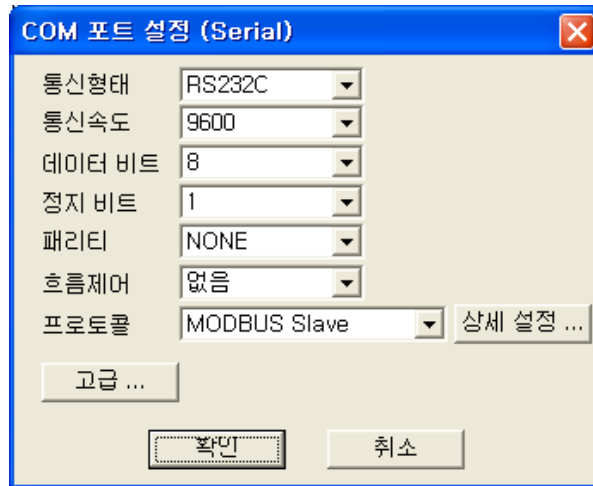 COM 포트 설정 (Serial)
통신형태 RS232C
통신속도 9600
데이터 비트 8
정지 비트 1
패리티 NONE
흐름제어 없음
프로토콜 MODBUS Slave 상세 설정 ...
고급 ...
확인 취소